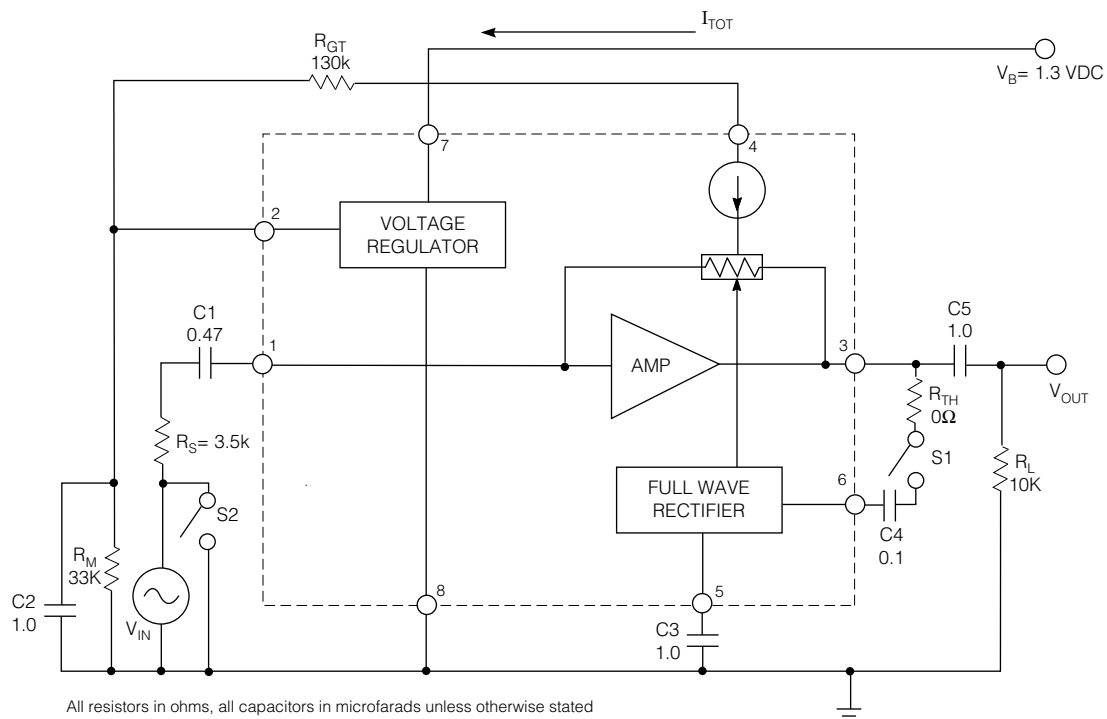 I_TOT
R_GT
130k
V_B= 1.3 VDC
7
4
2
VOLTAGE
REGULATOR
C1
0.47
C5
1.0
1
3
AMP
R_TH
0Ω
V_OUT
R_S= 3.5k
S1
R_L
10K
6
FULL WAVE
RECTIFIER
S2
C4
0.1
R_M
33K
C2
1.0
V_IN
8
5
C3
1.0
All resistors in ohms, all capacitors in microfarads unless otherwise stated